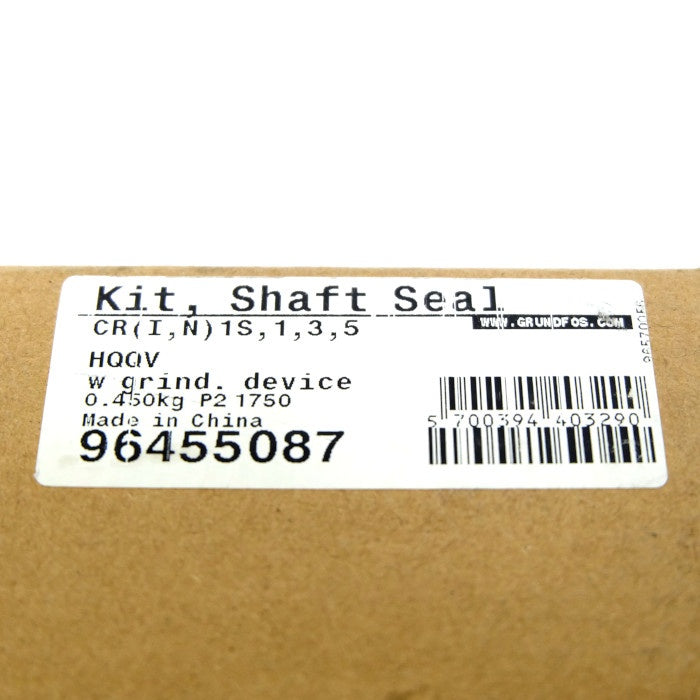 Kit, Shaft Seal
CR(I,N)1S,1,3,5
WWW.GRUNDFOS.COM
HQQV
w grind. device
0.450kg P2 1750
Made in China
96455087
5 700394 403290